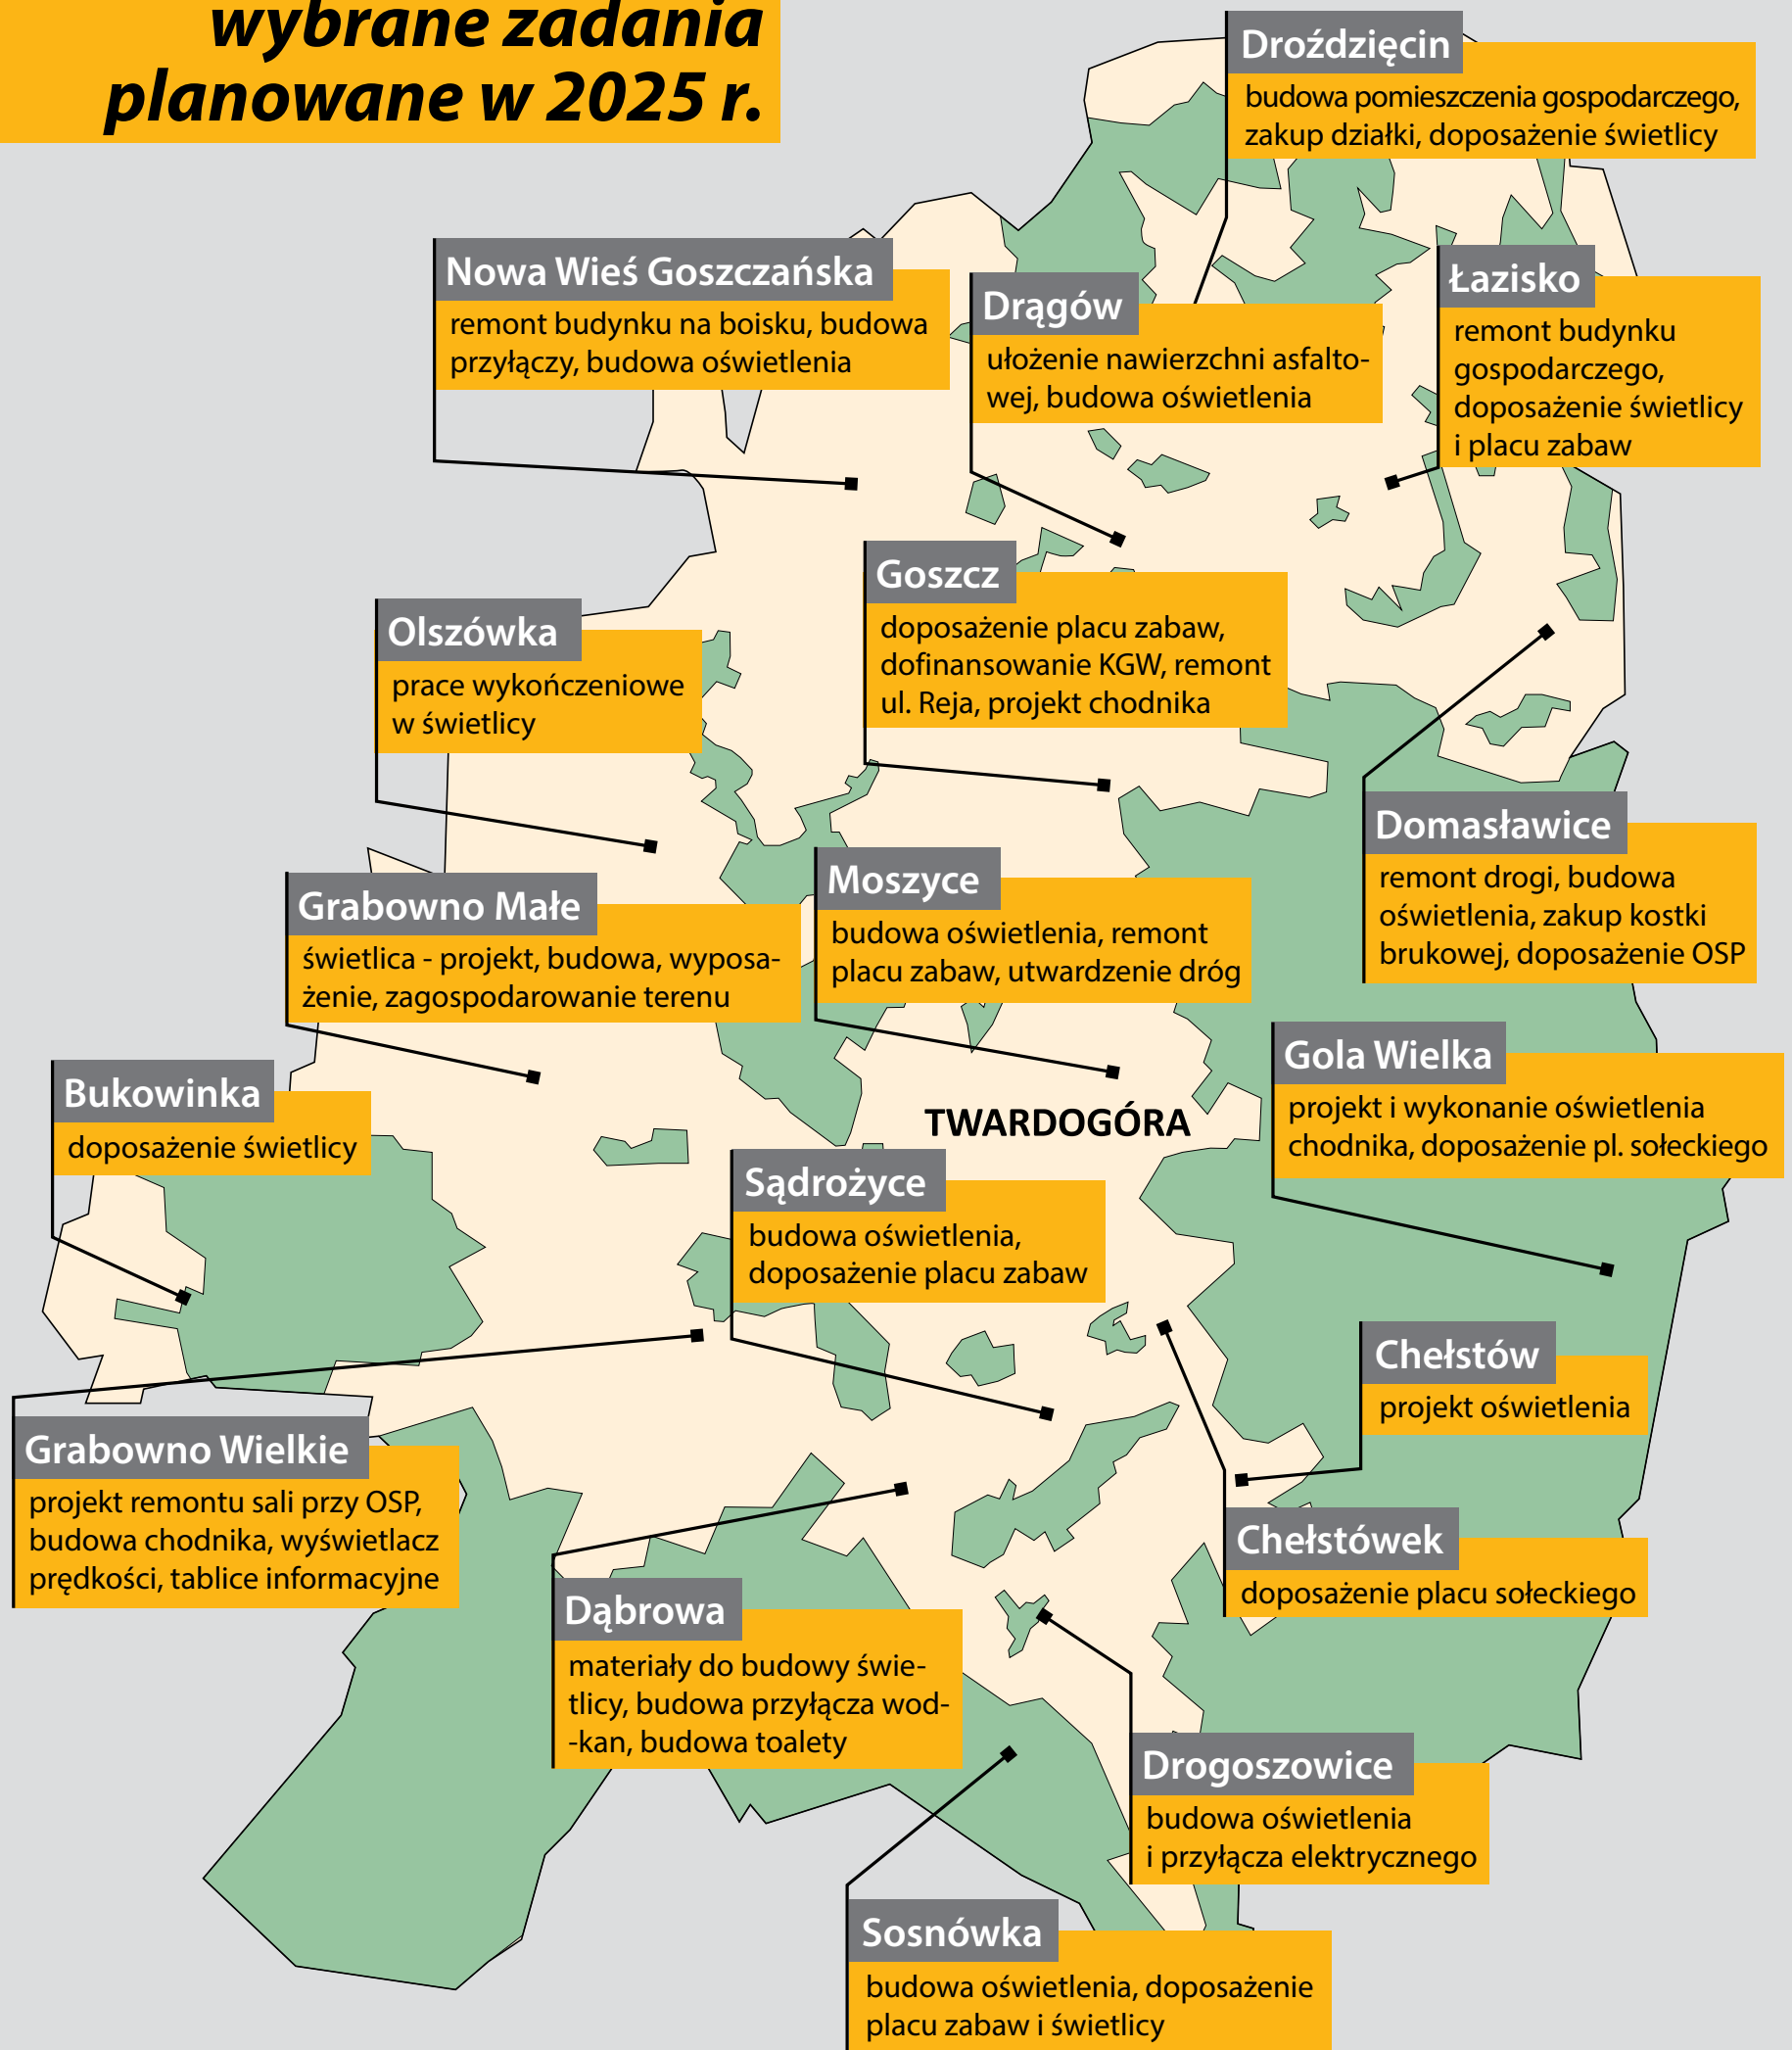 wybrane zadania
planowane w 2025 r.
Droździęcin
budowa pomieszczenia gospodarczego,
zakup działki, doposażenie świetlicy
Nowa Wieś Goszczańska
remont budynku na boisku, budowa
przyłączy, budowa oświetlenia
Drągów
ułożenie nawierzchni asfalto-
wej, budowa oświetlenia
Łazisko
remont budynku
gospodarczego,
doposażenie świetlicy
i placu zabaw
Goszcz
doposażenie placu zabaw,
dofinansowanie KGW, remont
ul. Reja, projekt chodnika
Olszówka
prace wykończeniowe
w świetlicy
Domasławice
remont drogi, budowa
oświetlenia, zakup kostki
brukowej, doposażenie OSP
Moszyce
budowa oświetlenia, remont
placu zabaw, utwardzenie dróg
Grabowno Małe
świetlica - projekt, budowa, wyposa-
żenie, zagospodarowanie terenu
Gola Wielka
projekt i wykonanie oświetlenia
chodnika, doposażenie pl. sołeckiego
Bukowinka
doposażenie świetlicy
TWARDOGÓRA
Sądrożyce
budowa oświetlenia,
doposażenie placu zabaw
Chełstów
projekt oświetlenia
Grabowno Wielkie
projekt remontu sali przy OSP,
budowa chodnika, wyświetlacz
prędkości, tablice informacyjne
Chełstówek
doposażenie placu sołeckiego
Dąbrowa
materiały do budowy świe-
tlicy, budowa przyłącza wod-
-kan, budowa toalety
Drogoszowice
budowa oświetlenia
i przyłącza elektrycznego
Sosnówka
budowa oświetlenia, doposażenie
placu zabaw i świetlicy